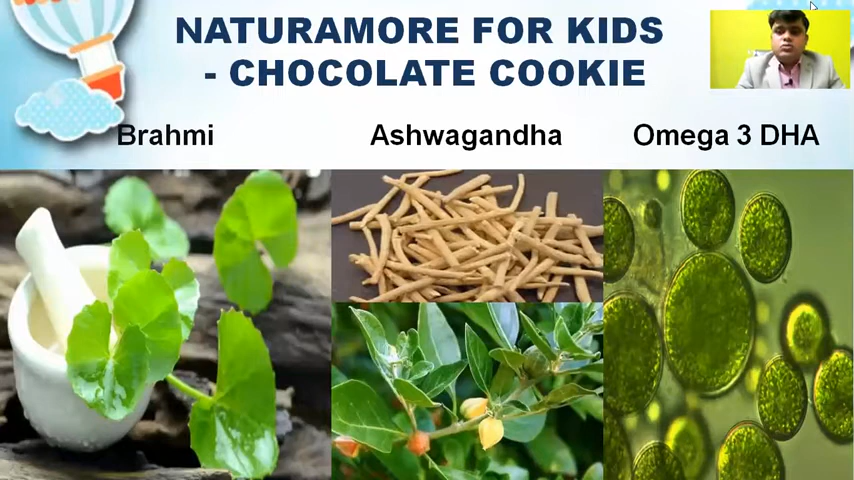 NATURAMORE FOR KIDS
- CHOCOLATE COOKIE
Brahmi Ashwagandha Omega 3 DHA